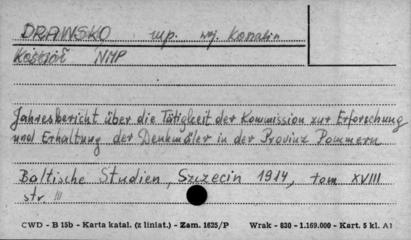 DRAWSKO mp. woj. Koszalin
Kościół NMP
Jahresbericht über die Tätigkeit der Kommission zur Erforschung
und Erhaltung der Denkmäler in der Provinz Pommern
Baltische Studien, Szczecin 1914, tom XVIII
str. III
CWD - B 15b - Karta katal. (z liniat.) - Zam. 1625/P Wrak - 830 - 1.169.000 - Kart. 5 kl. A1